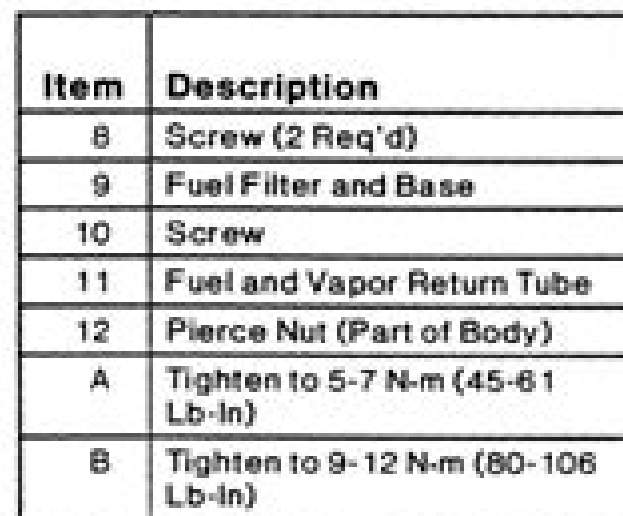 Item Description
8 Screw (2 Req'd)
9 Fuel Filter and Base
10 Screw
11 Fuel and Vapor Return Tube
12 Pierce Nut (Part of Body)
A Tighten to 5-7 N-m (45-61
Lb-In)
B Tighten to 9-12 N-m (80-106
Lb-In)